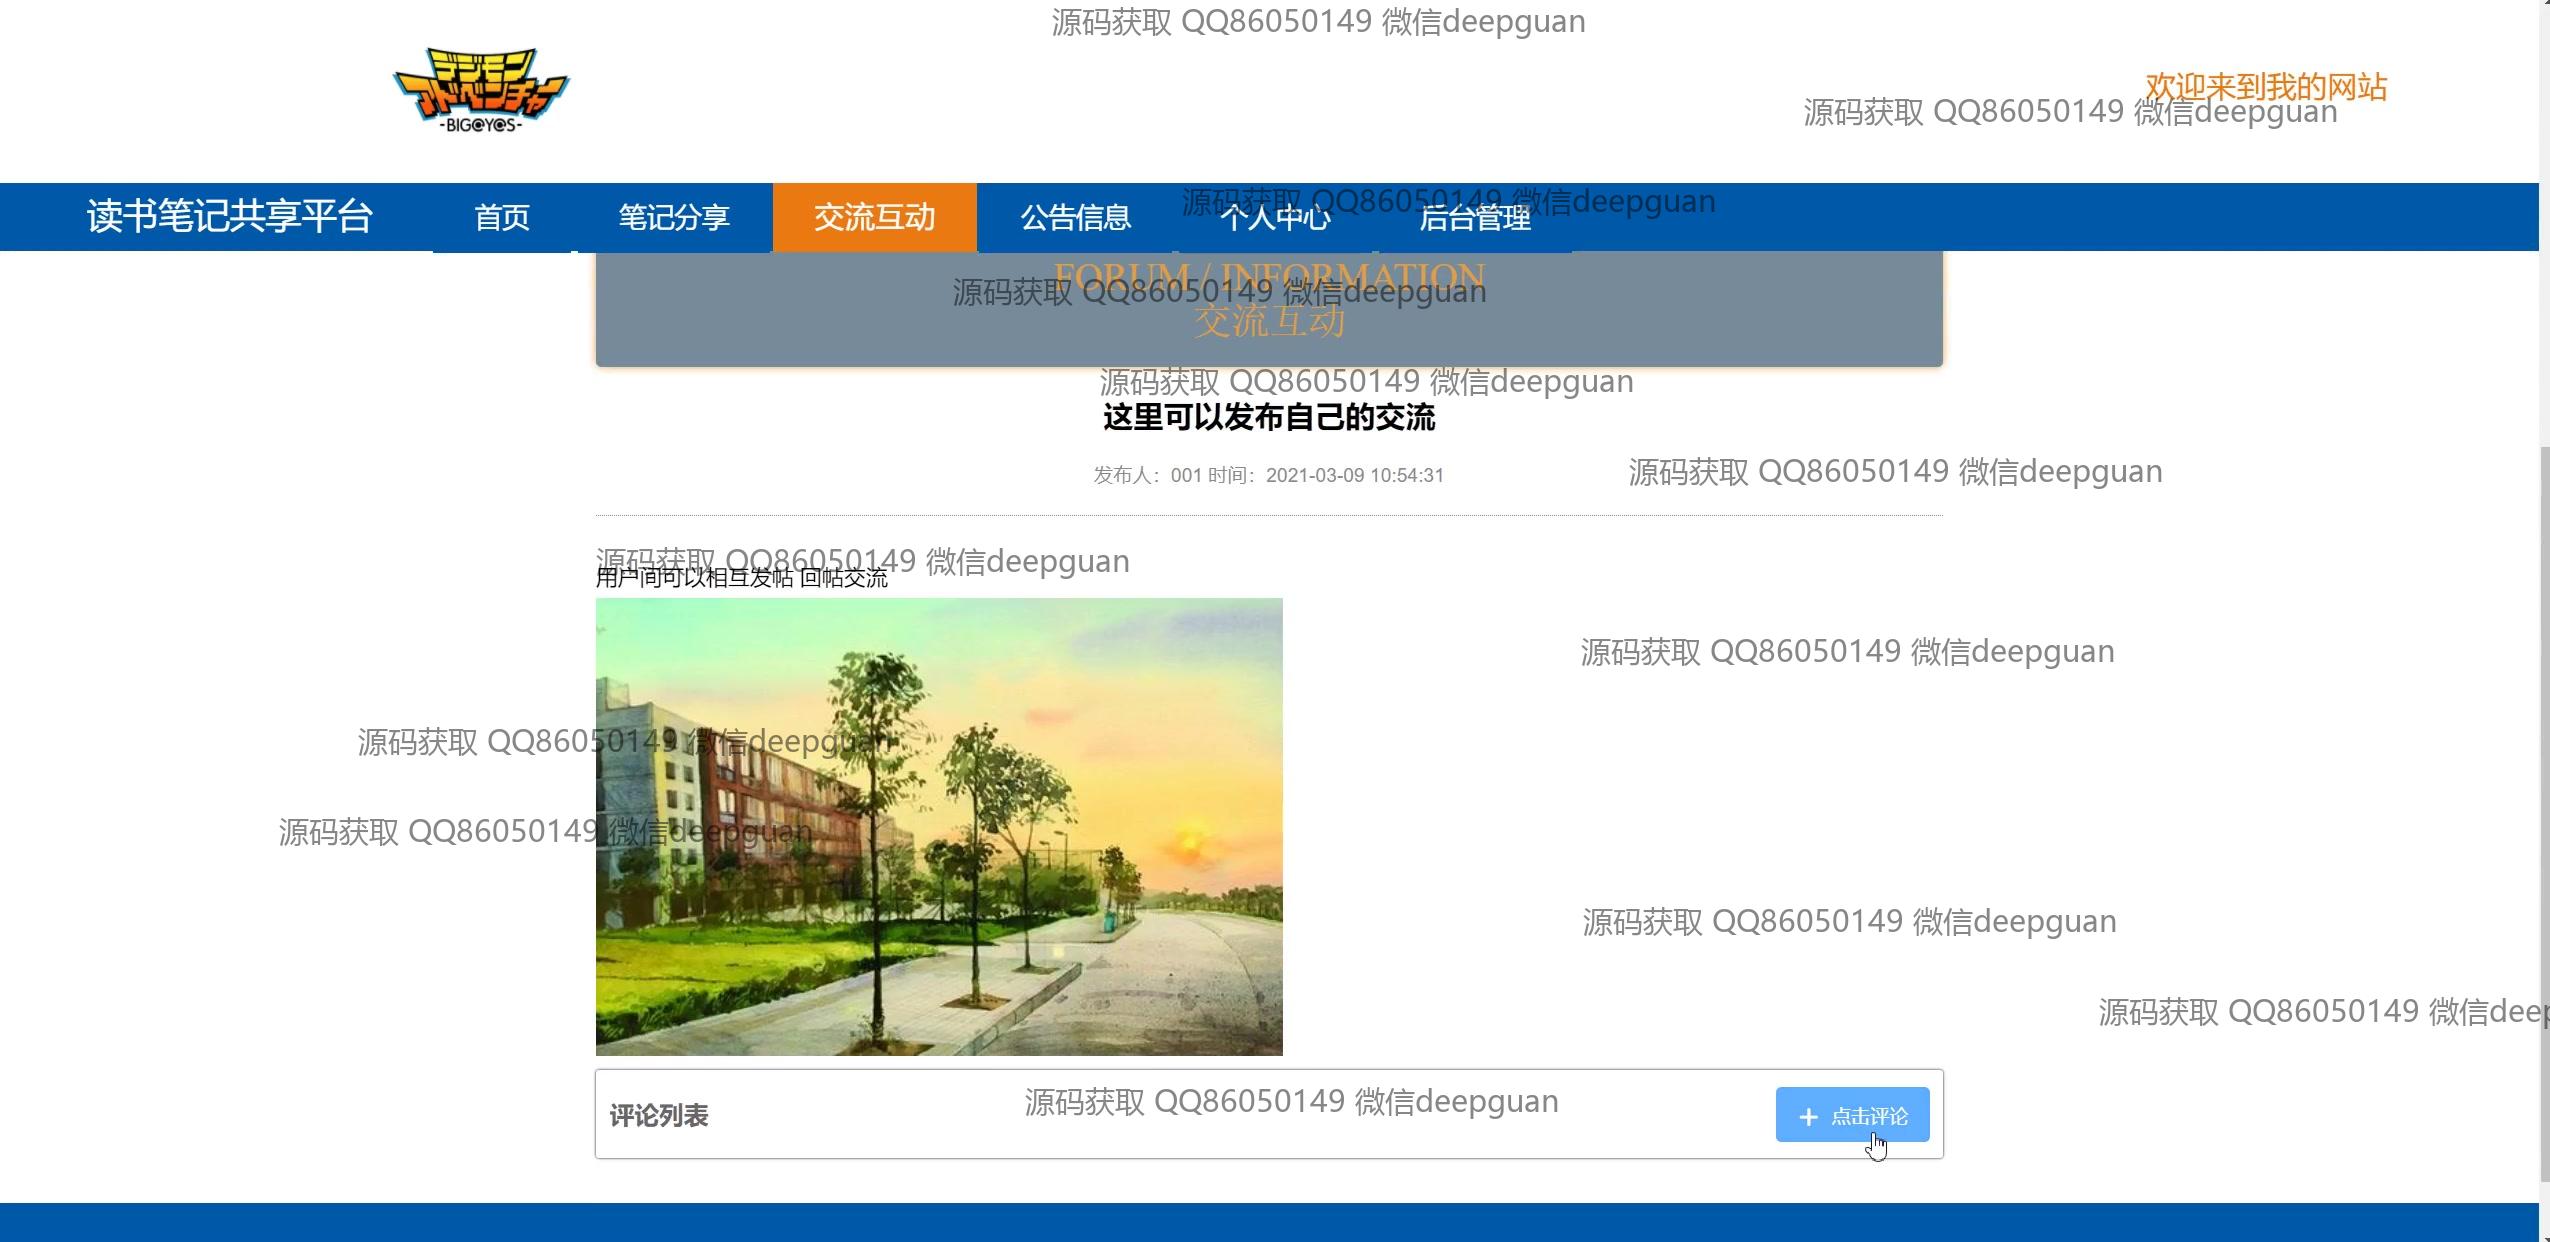 源码获取 QQ86050149 微信deepguan
デジモン
アドベンチャー
-BIG@Y@S-
欢迎来到我的网站
源码获取 QQ86050149 微信deepguan
读书笔记共享平台 首页 笔记分享 交流互动 公告信息 个人中心 后台管理
源码获取 QQ86050149 微信deepguan
FORUM / INFORMATION
源码获取 QQ86050149 微信deepguan
交流互动
源码获取 QQ86050149 微信deepguan
这里可以发布自己的交流
发布人：001 时间：2021-03-09 10:54:31
源码获取 QQ86050149 微信deepguan
源码获取 QQ86050149 微信deepguan
用户间可以相互发帖 回帖交流
源码获取 QQ86050149 微信deepguan
源码获取 QQ86050149 微信deepguan
源码获取 QQ86050149 微信deepguan
源码获取 QQ86050149 微信deepguan
源码获取 QQ86050149 微信deep
源码获取 QQ86050149 微信deepguan
评论列表 + 点击评论